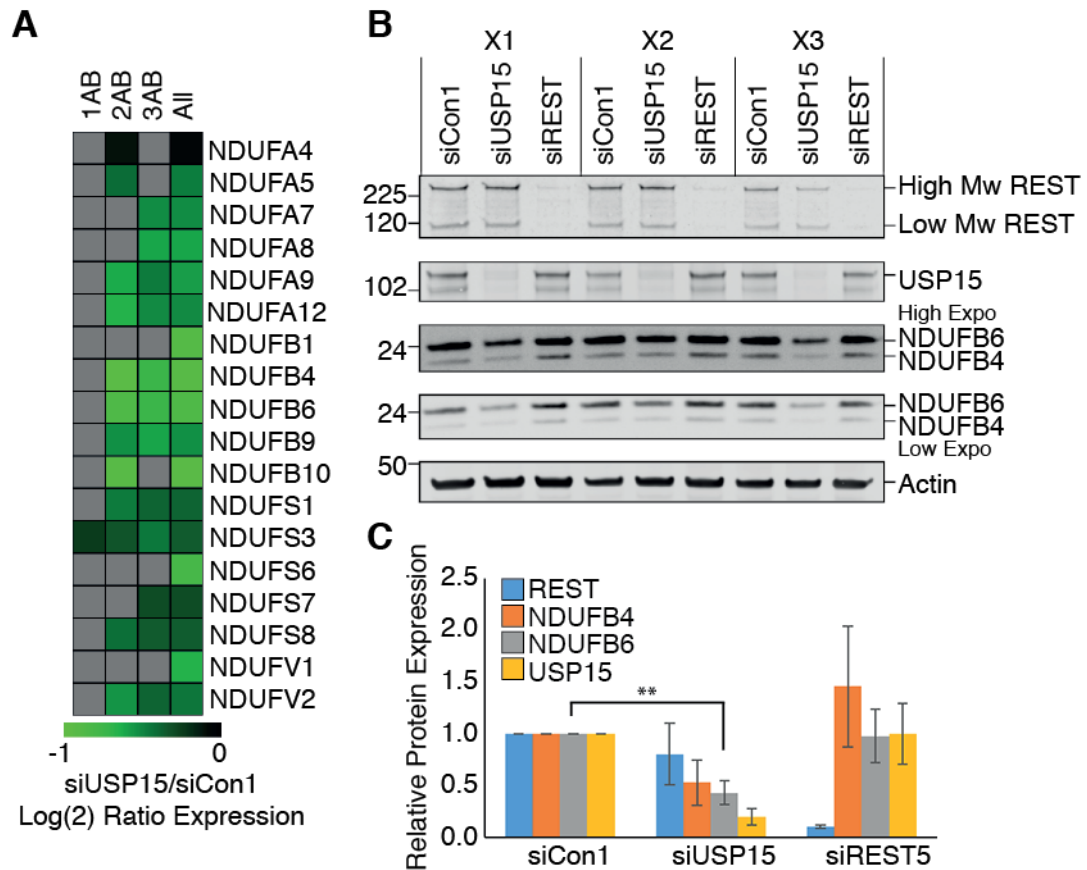 A
1AB 2AB 3AB All
NDUFA4
NDUFA5
NDUFA7
NDUFA8
NDUFA9
NDUFA12
NDUFB1
NDUFB4
NDUFB6
NDUFB9
NDUFB10
NDUFS1
NDUFS3
NDUFS6
NDUFS7
NDUFS8
NDUFV1
NDUFV2
-1 0
siUSP15/siCon1
Log(2) Ratio Expression
B
X1 X2 X3
siCon1 siUSP15 siREST siCon1 siUSP15 siREST siCon1 siUSP15 siREST
225
120
High Mw REST
Low Mw REST
102
USP15
High Expo
24
NDUFB6
NDUFB4
24
NDUFB6
NDUFB4
Low Expo
50
Actin
C
Relative Protein Expression
2.5
2.0
1.5
1.0
0.5
0.0
REST
NDUFB4
NDUFB6
USP15
**
siCon1 siUSP15 siREST5